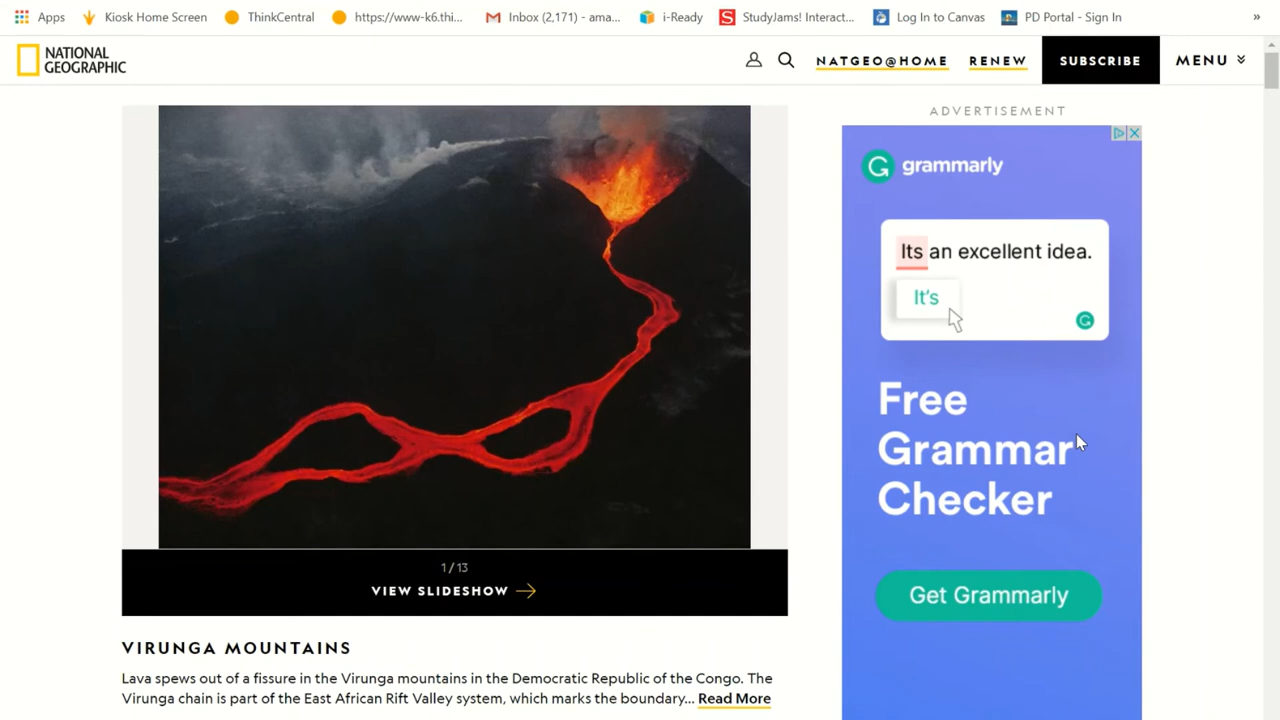 Apps
Kiosk Home Screen
ThinkCentral
https://www-k6.thi...
Inbox (2,171) - ama...
i-Ready
StudyJams! Interact...
Log In to Canvas
PD Portal - Sign In
»
NATIONAL
GEOGRAPHIC
NATGEO@HOME
RENEW
SUBSCRIBE
MENU
ADVERTISEMENT
grammarly
Its an excellent idea.
It's
Free
Grammar
Checker
Get Grammarly
1 / 13
VIEW SLIDESHOW
VIRUNGA MOUNTAINS
Lava spews out of a fissure in the Virunga mountains in the Democratic Republic of the Congo. The
Virunga chain is part of the East African Rift Valley system, which marks the boundary... Read More